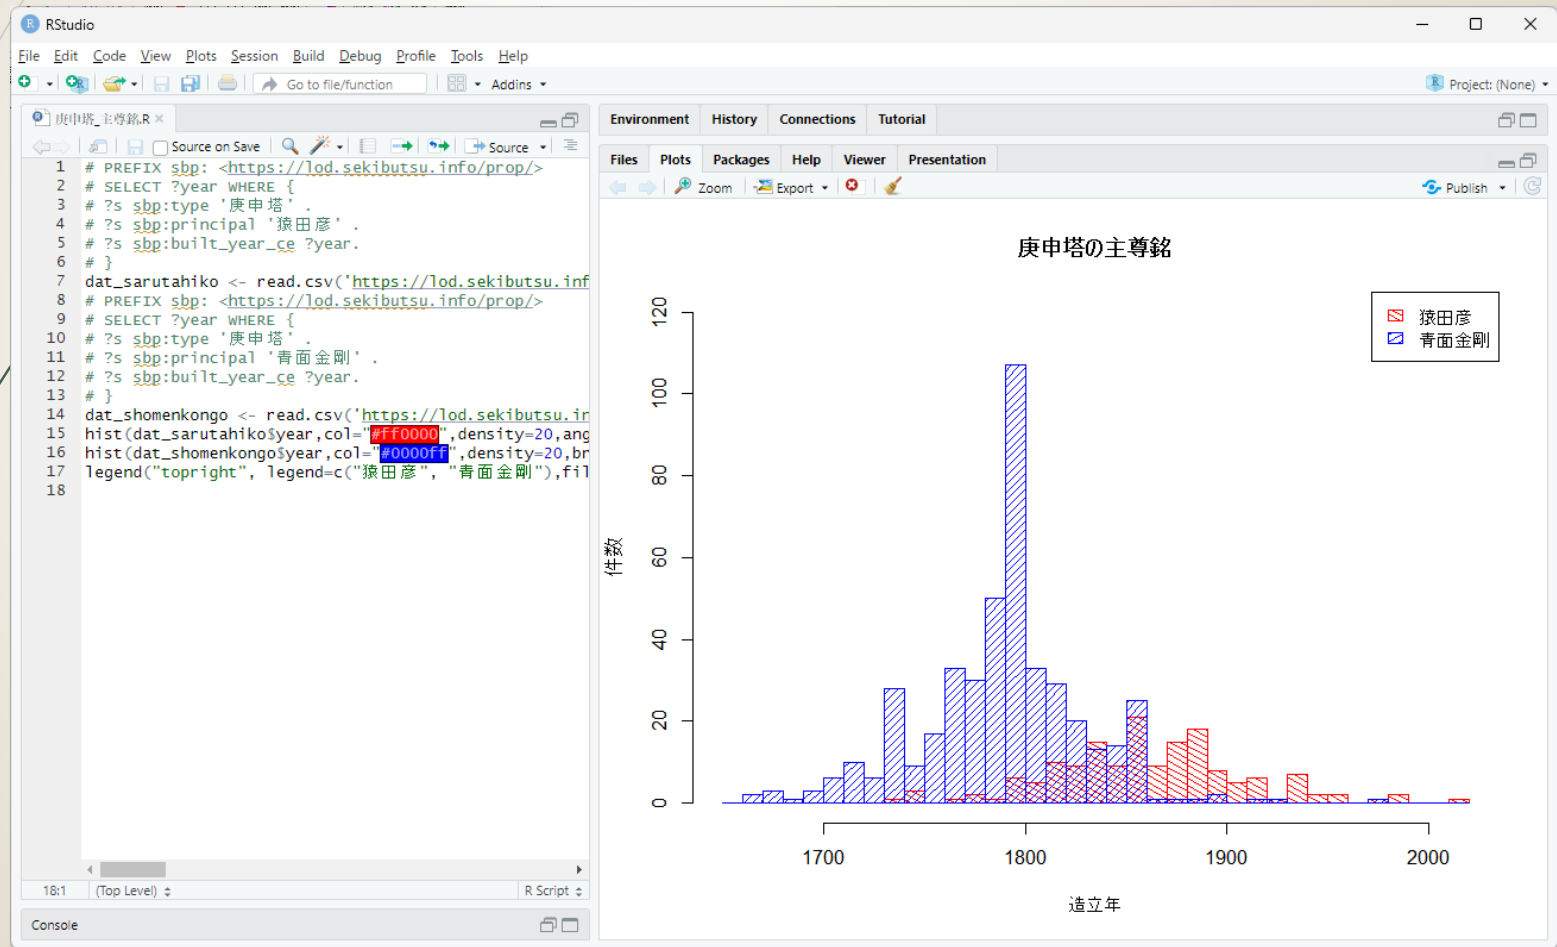 RStudio
File Edit Code View Plots Session Build Debug Profile Tools Help
Go to file/function Addins Project: (None)
庚申塔_主尊銘.R
Source on Save Source
1 # PREFIX sbp: <https://lod.sekibutsu.info/prop/>
2 # SELECT ?year WHERE {
3 # ?s sbp:type '庚申塔' .
4 # ?s sbp:principal '猿田彦' .
5 # ?s sbp:built_year_ce ?year.
6 # }
7 dat_sarutahiko <- read.csv('https://lod.sekibutsu.inf
8 # PREFIX sbp: <https://lod.sekibutsu.info/prop/>
9 # SELECT ?year WHERE {
10 # ?s sbp:type '庚申塔' .
11 # ?s sbp:principal '青面金剛' .
12 # ?s sbp:built_year_ce ?year.
13 # }
14 dat_shomenkongo <- read.csv('https://lod.sekibutsu.in
15 hist(dat_sarutahiko$year,col="#ff0000",density=20,ang
16 hist(dat_shomenkongo$year,col="#0000ff",density=20,br
17 legend("topright", legend=c("猿田彦", "青面金剛"),fil
18
18:1 (Top Level) R Script
Console
Environment History Connections Tutorial
Files Plots Packages Help Viewer Presentation
Zoom Export Publish
庚申塔の主尊銘
猿田彦
青面金剛
120
100
80
60
40
20
0
件数
1700 1800 1900 2000
造立年